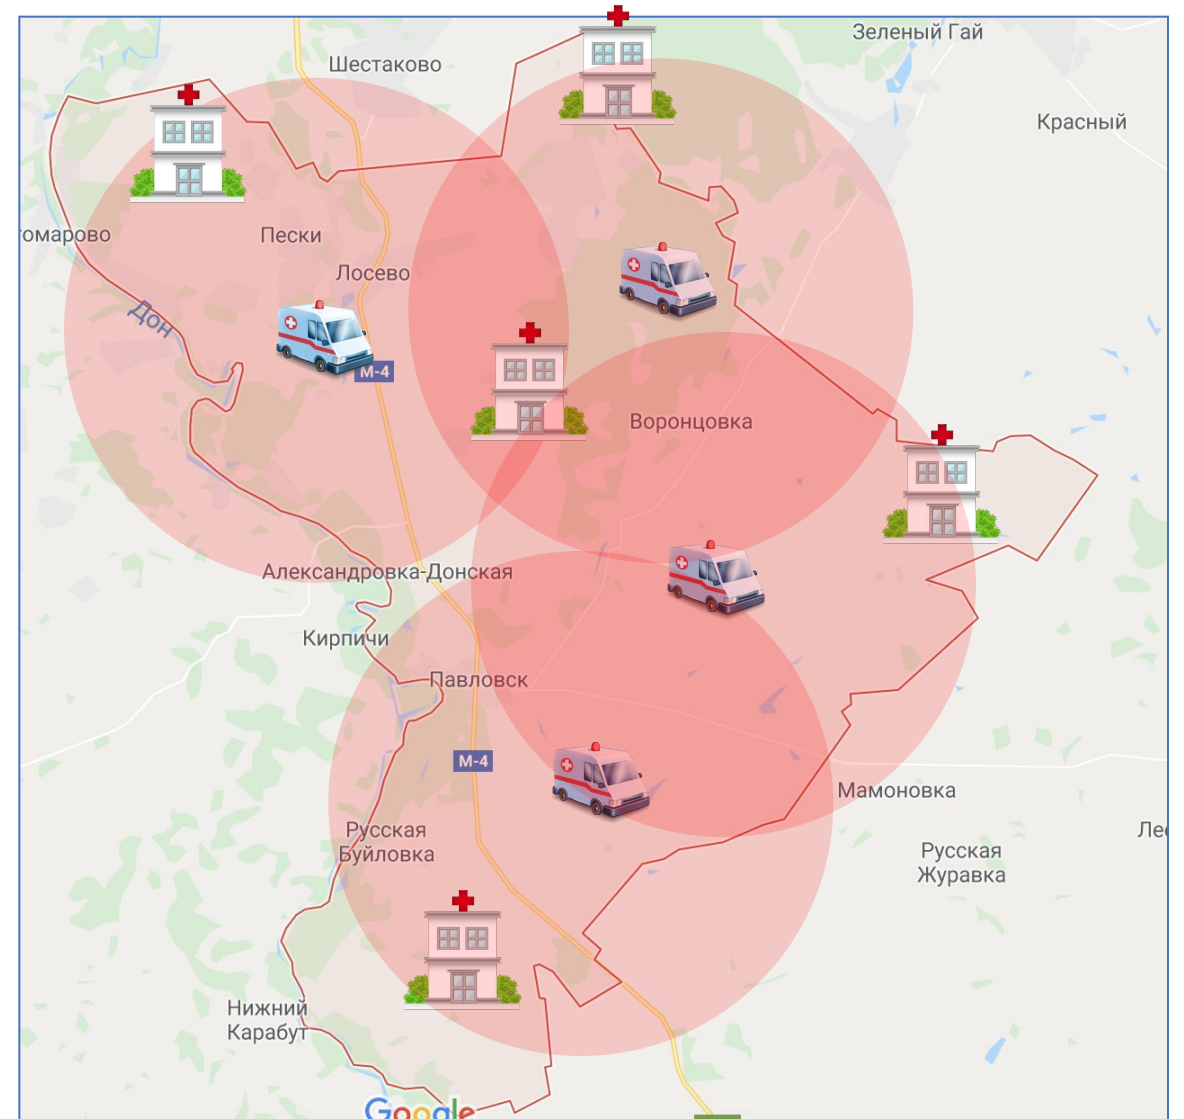 Зеленый Гай
Шестаково
Красный
омарово
Пески
Лосево
Дон
М-4
Воронцовка
Александровка-Донская
Кирпичи
Павловск
М-4
Мамоновка
Русская
Буйловка
Лес
Русская
Журавка
Нижний
Карабут
Google